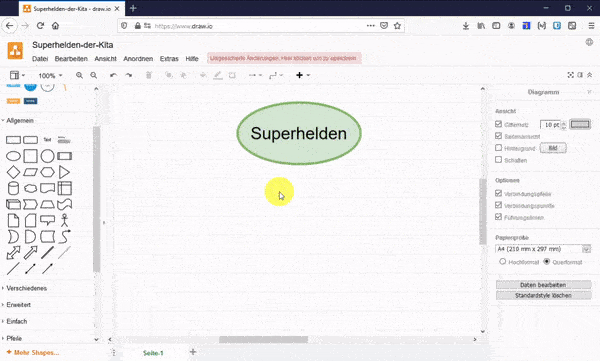 Superhelden-der-Kita - draw.io
https://www.draw.io
Superhelden-der-Kita
Datei Bearbeiten Ansicht Anordnen Extras Hilfe Ungesicherte Änderungen. Hier klicken um zu speichern.
100%
Allgemein
Text
Verschiedenes
Erweitert
Einfach
Pfeile
+ Mehr Shapes...
Superhelden
Seite-1
Diagramm
Ansicht
Gitternetz 10 pt
Seitenansicht
Hintergrund Bild
Schatten
Optionen
Verbindungspfeile
Verbindungspunkte
Führungslinien
Papiergröße
A4 (210 mm x 297 mm)
Hochformat Querformat
Daten bearbeiten
Standardstyle löschen